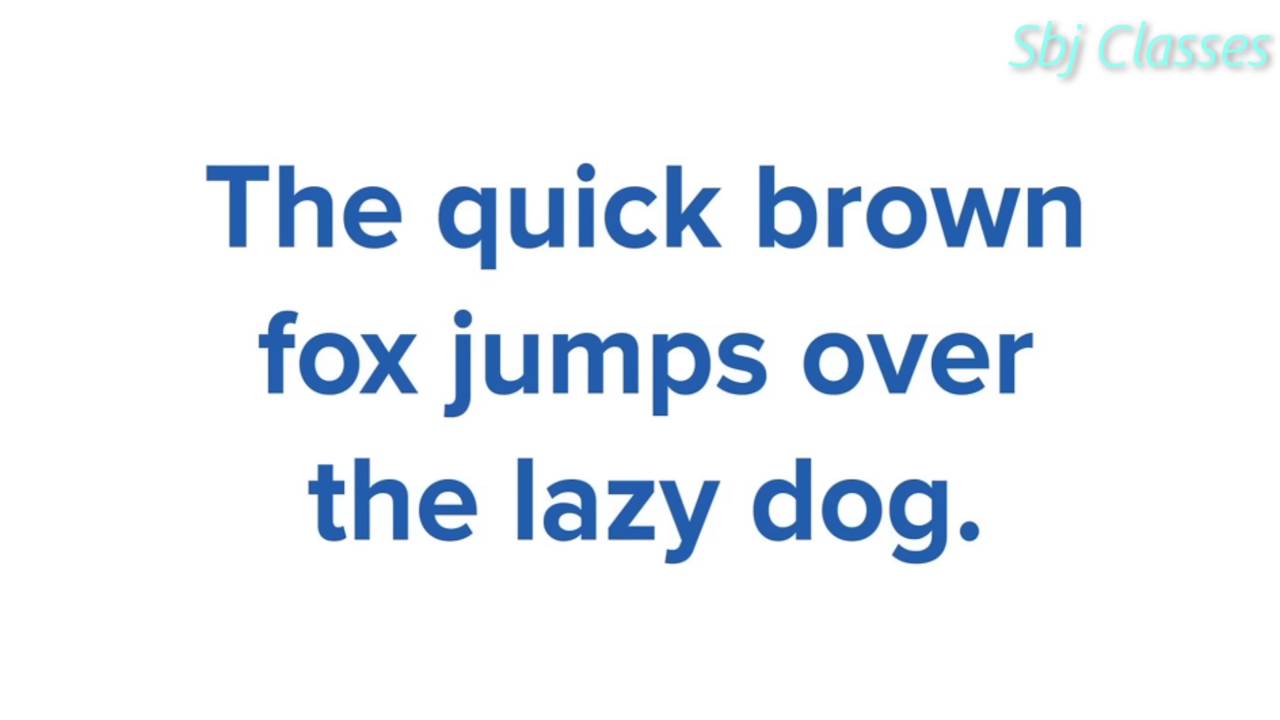 Sbj Classes
The quick brown
fox jumps over
the lazy dog.